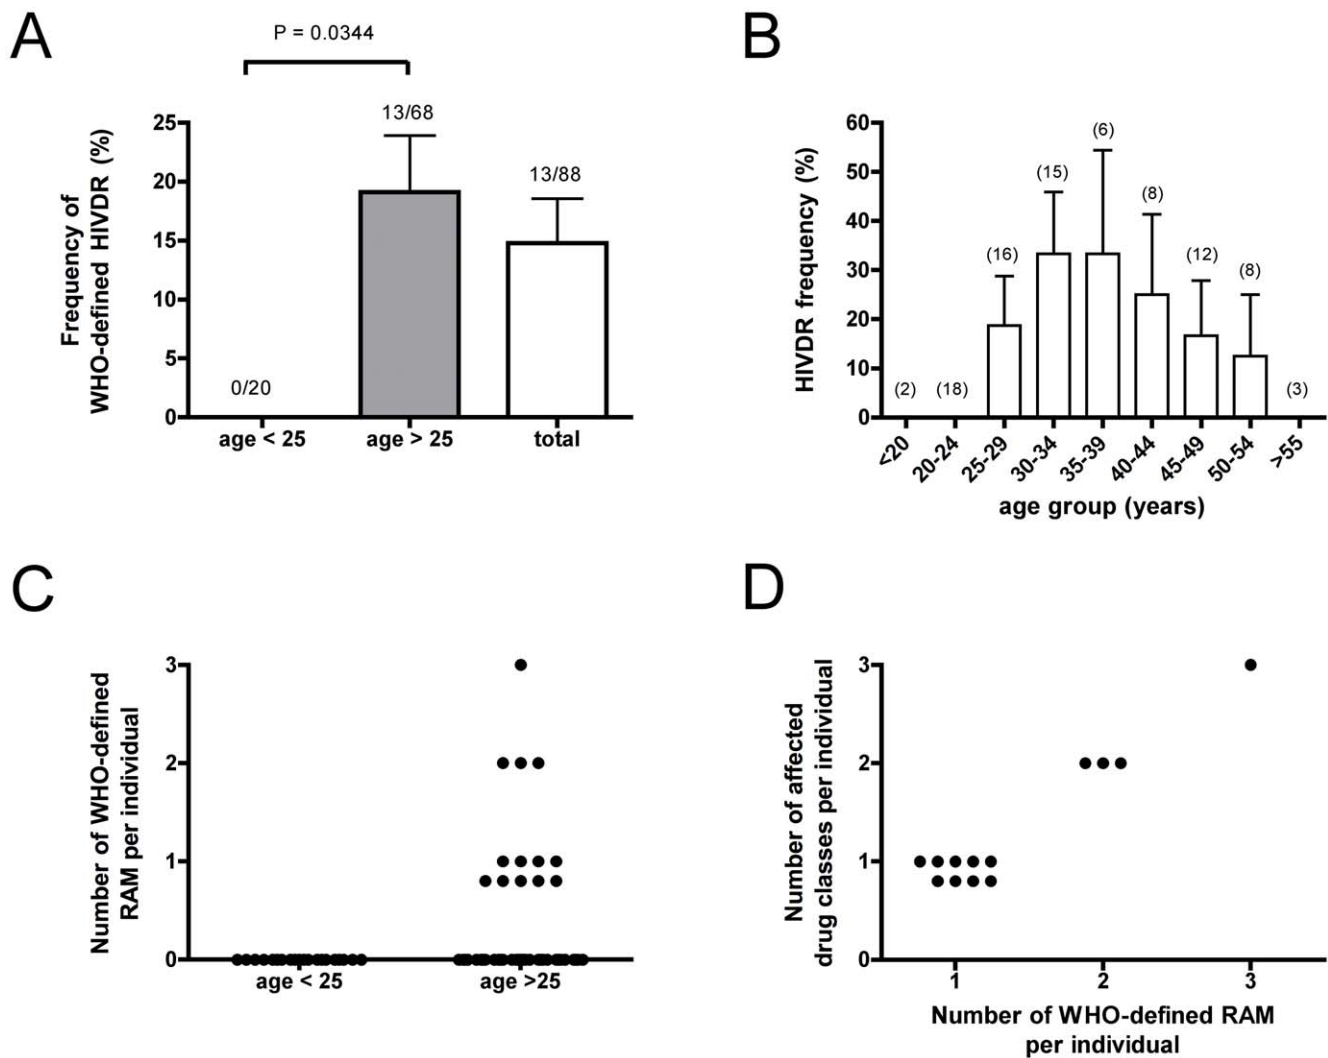 A
P = 0.0344
Frequency of
WHO-defined HIVDR (%)
25
20
15
10
5
0
0/20
13/68
13/88
age < 25
age > 25
total
B
HIVDR frequency (%)
60
50
40
30
20
10
0
(2)
(18)
(16)
(15)
(6)
(8)
(12)
(8)
(3)
<20
20-24
25-29
30-34
35-39
40-44
45-49
50-54
>55
age group (years)
C
Number of WHO-defined
RAM per individual
3
2
1
0
age < 25
age >25
D
Number of affected
drug classes per individual
3
2
1
0
1
2
3
Number of WHO-defined RAM
per individual